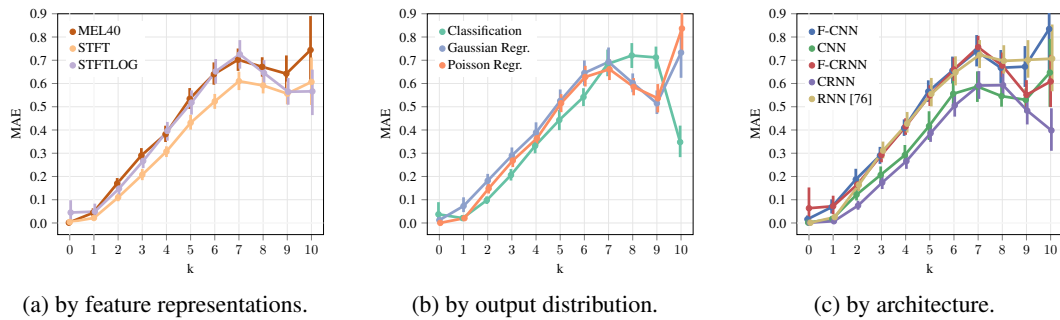 MAE
0.9
0.8
0.7
0.6
0.5
0.4
0.3
0.2
0.1
0.0
MEL40
STFT
STFTLOG
0 1 2 3 4 5 6 7 8 9 10
k
(a) by feature representations.
MAE
0.9
0.8
0.7
0.6
0.5
0.4
0.3
0.2
0.1
0.0
Classification
Gaussian Regr.
Poisson Regr.
0 1 2 3 4 5 6 7 8 9 10
k
(b) by output distribution.
MAE
0.9
0.8
0.7
0.6
0.5
0.4
0.3
0.2
0.1
0.0
F-CNN
CNN
F-CRNN
CRNN
RNN [76]
0 1 2 3 4 5 6 7 8 9 10
k
(c) by architecture.